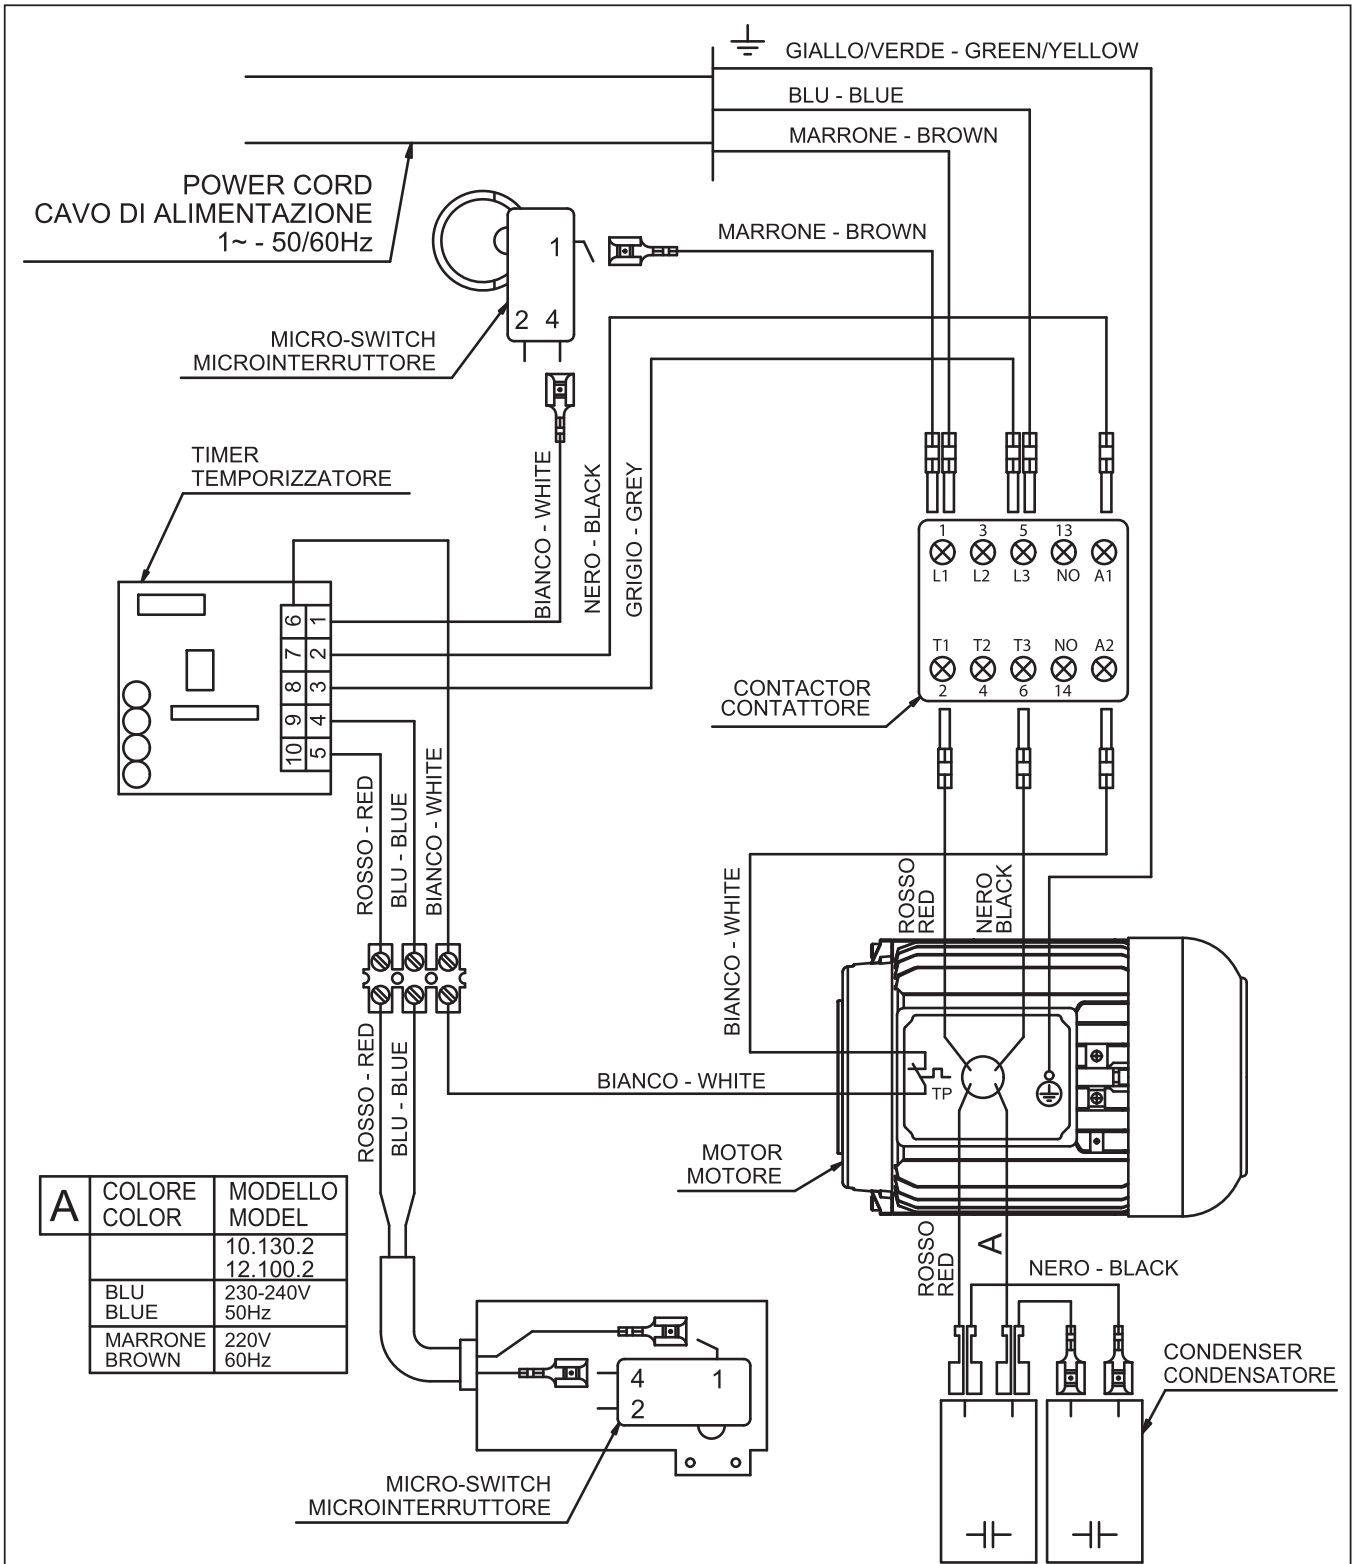 GIALLO/VERDE - GREEN/YELLOW
BLU - BLUE
MARRONE - BROWN
POWER CORD
CAVO DI ALIMENTAZIONE
1~ - 50/60Hz
1
2 4
MARRONE - BROWN
MICRO-SWITCH
MICROINTERRUTTORE
TIMER
TEMPORIZZATORE
BIANCO - WHITE
NERO - BLACK
GRIGIO - GREY
1 3 5 13
L1 L2 L3 NO A1
T1 T2 T3 NO A2
2 4 6 14
CONTACTOR
CONTATTORE
6 1
7 2
8 3
9 4
10 5
ROSSO - RED
BLU - BLUE
BIANCO - WHITE
BIANCO - WHITE
ROSSO
RED
NERO
BLACK
ROSSO - RED
BLU - BLUE
BIANCO - WHITE
TP
MOTOR
MOTORE
A
COLORE
COLOR
MODELLO
MODEL
10.130.2
12.100.2
BLU
BLUE
230-240V
50Hz
MARRONE
BROWN
220V
60Hz
ROSSO
RED
A
NERO - BLACK
CONDENSER
CONDENSATORE
4 1
2
MICRO-SWITCH
MICROINTERRUTTORE